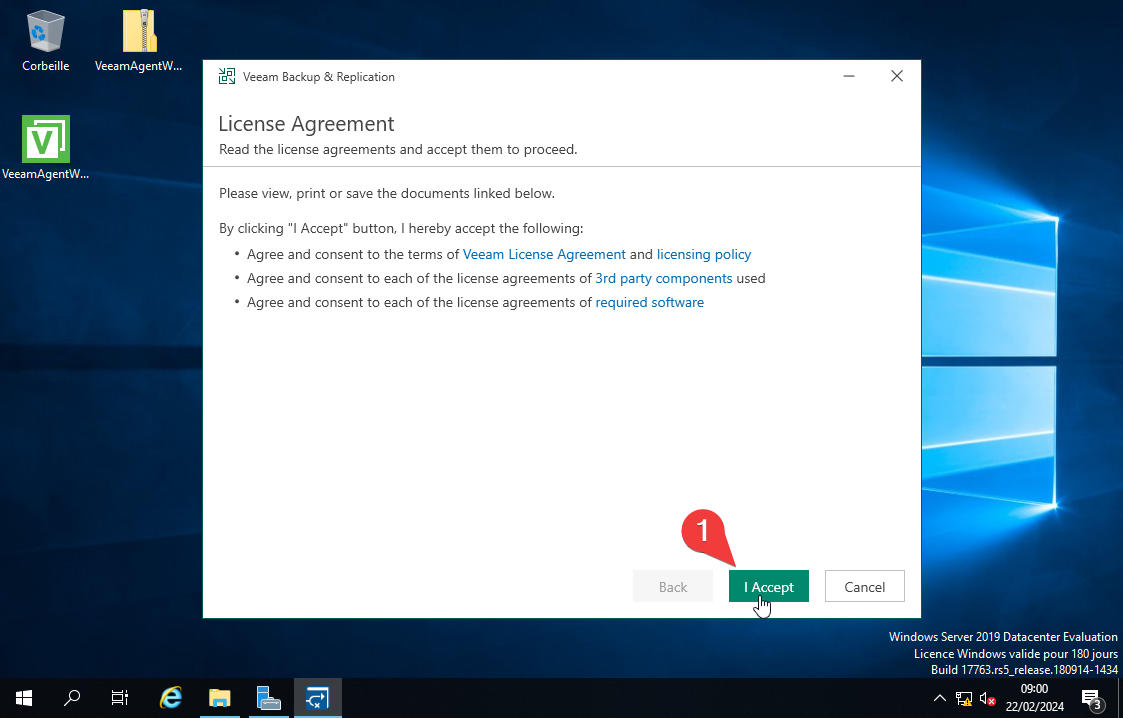 Corbeille
VeeamAgentW...
VeeamAgentW...
Veeam Backup & Replication
License Agreement
Read the license agreements and accept them to proceed.
Please view, print or save the documents linked below.
By clicking "I Accept" button, I hereby accept the following:
• Agree and consent to the terms of Veeam License Agreement and licensing policy
• Agree and consent to each of the license agreements of 3rd party components used
• Agree and consent to each of the license agreements of required software
1
Back
I Accept
Cancel
Windows Server 2019 Datacenter Evaluation
Licence Windows valide pour 180 jours
Build 17763.rs5_release.180914-1434
09:00
22/02/2024
3